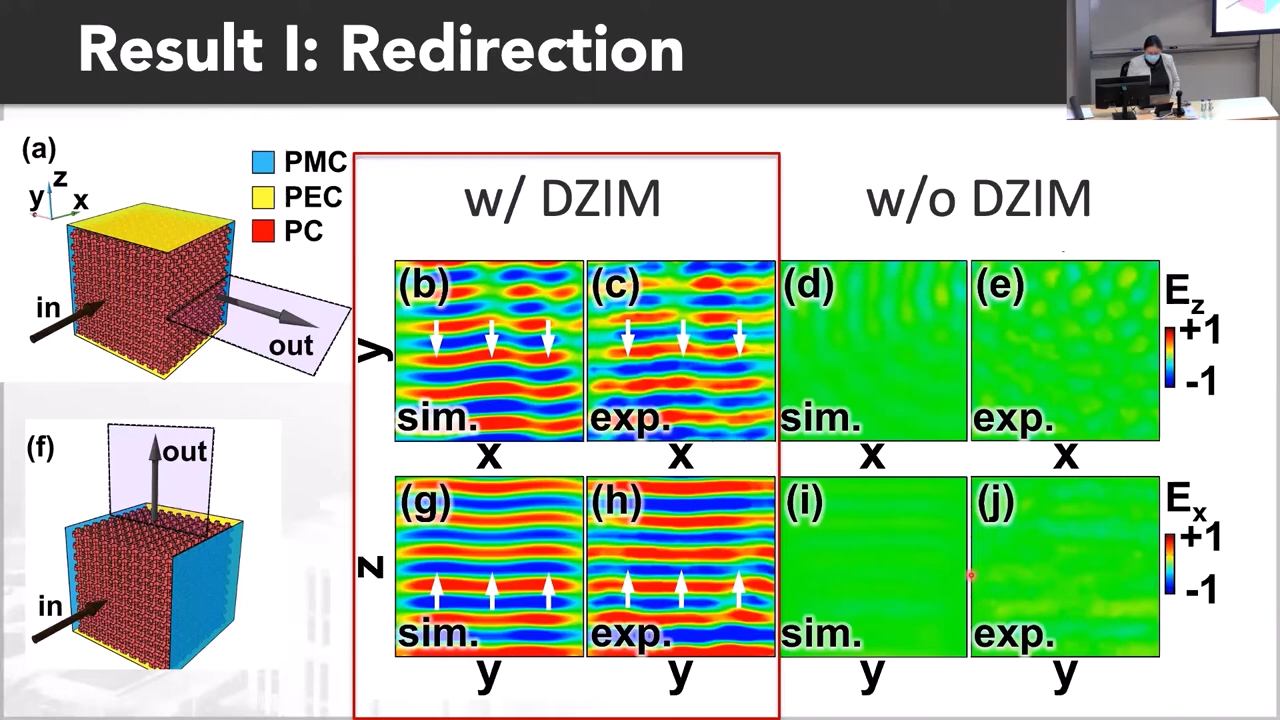 Result I: Redirection
(a)
PMC
PEC
PC
z
y
x
in
out
w/ DZIM
w/o DZIM
(b)
(c)
(d)
(e)
sim.
exp.
sim.
exp.
y
x
x
x
x
Ez
+1
-1
(f)
out
in
(g)
(h)
(i)
(j)
sim.
exp.
sim.
exp.
z
y
y
y
y
Ex
+1
-1